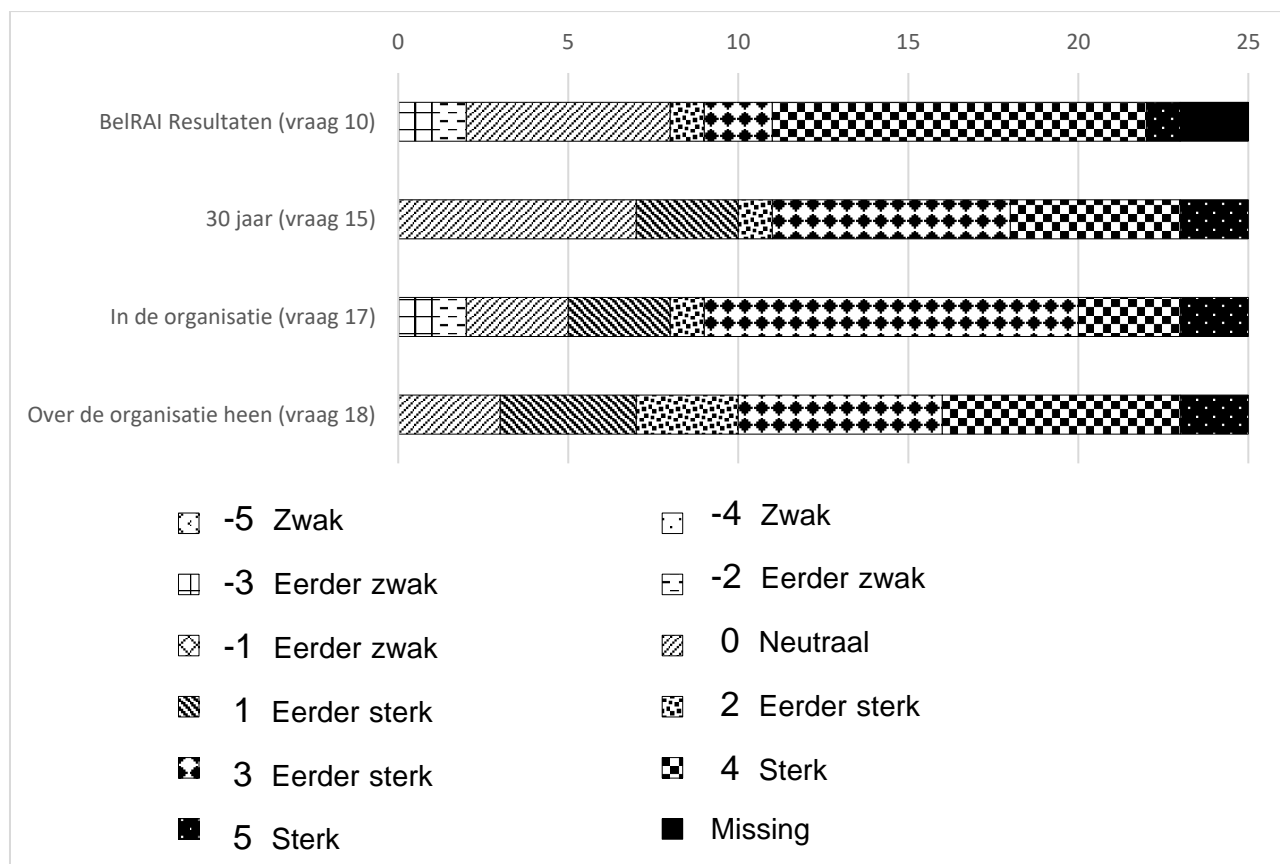 0 5 10 15 20 25
BelRAI Resultaten (vraag 10)
30 jaar (vraag 15)
In de organisatie (vraag 17)
Over de organisatie heen (vraag 18)
-5 Zwak -4 Zwak
-3 Eerder zwak -2 Eerder zwak
-1 Eerder zwak 0 Neutraal
1 Eerder sterk 2 Eerder sterk
3 Eerder sterk 4 Sterk
5 Sterk Missing